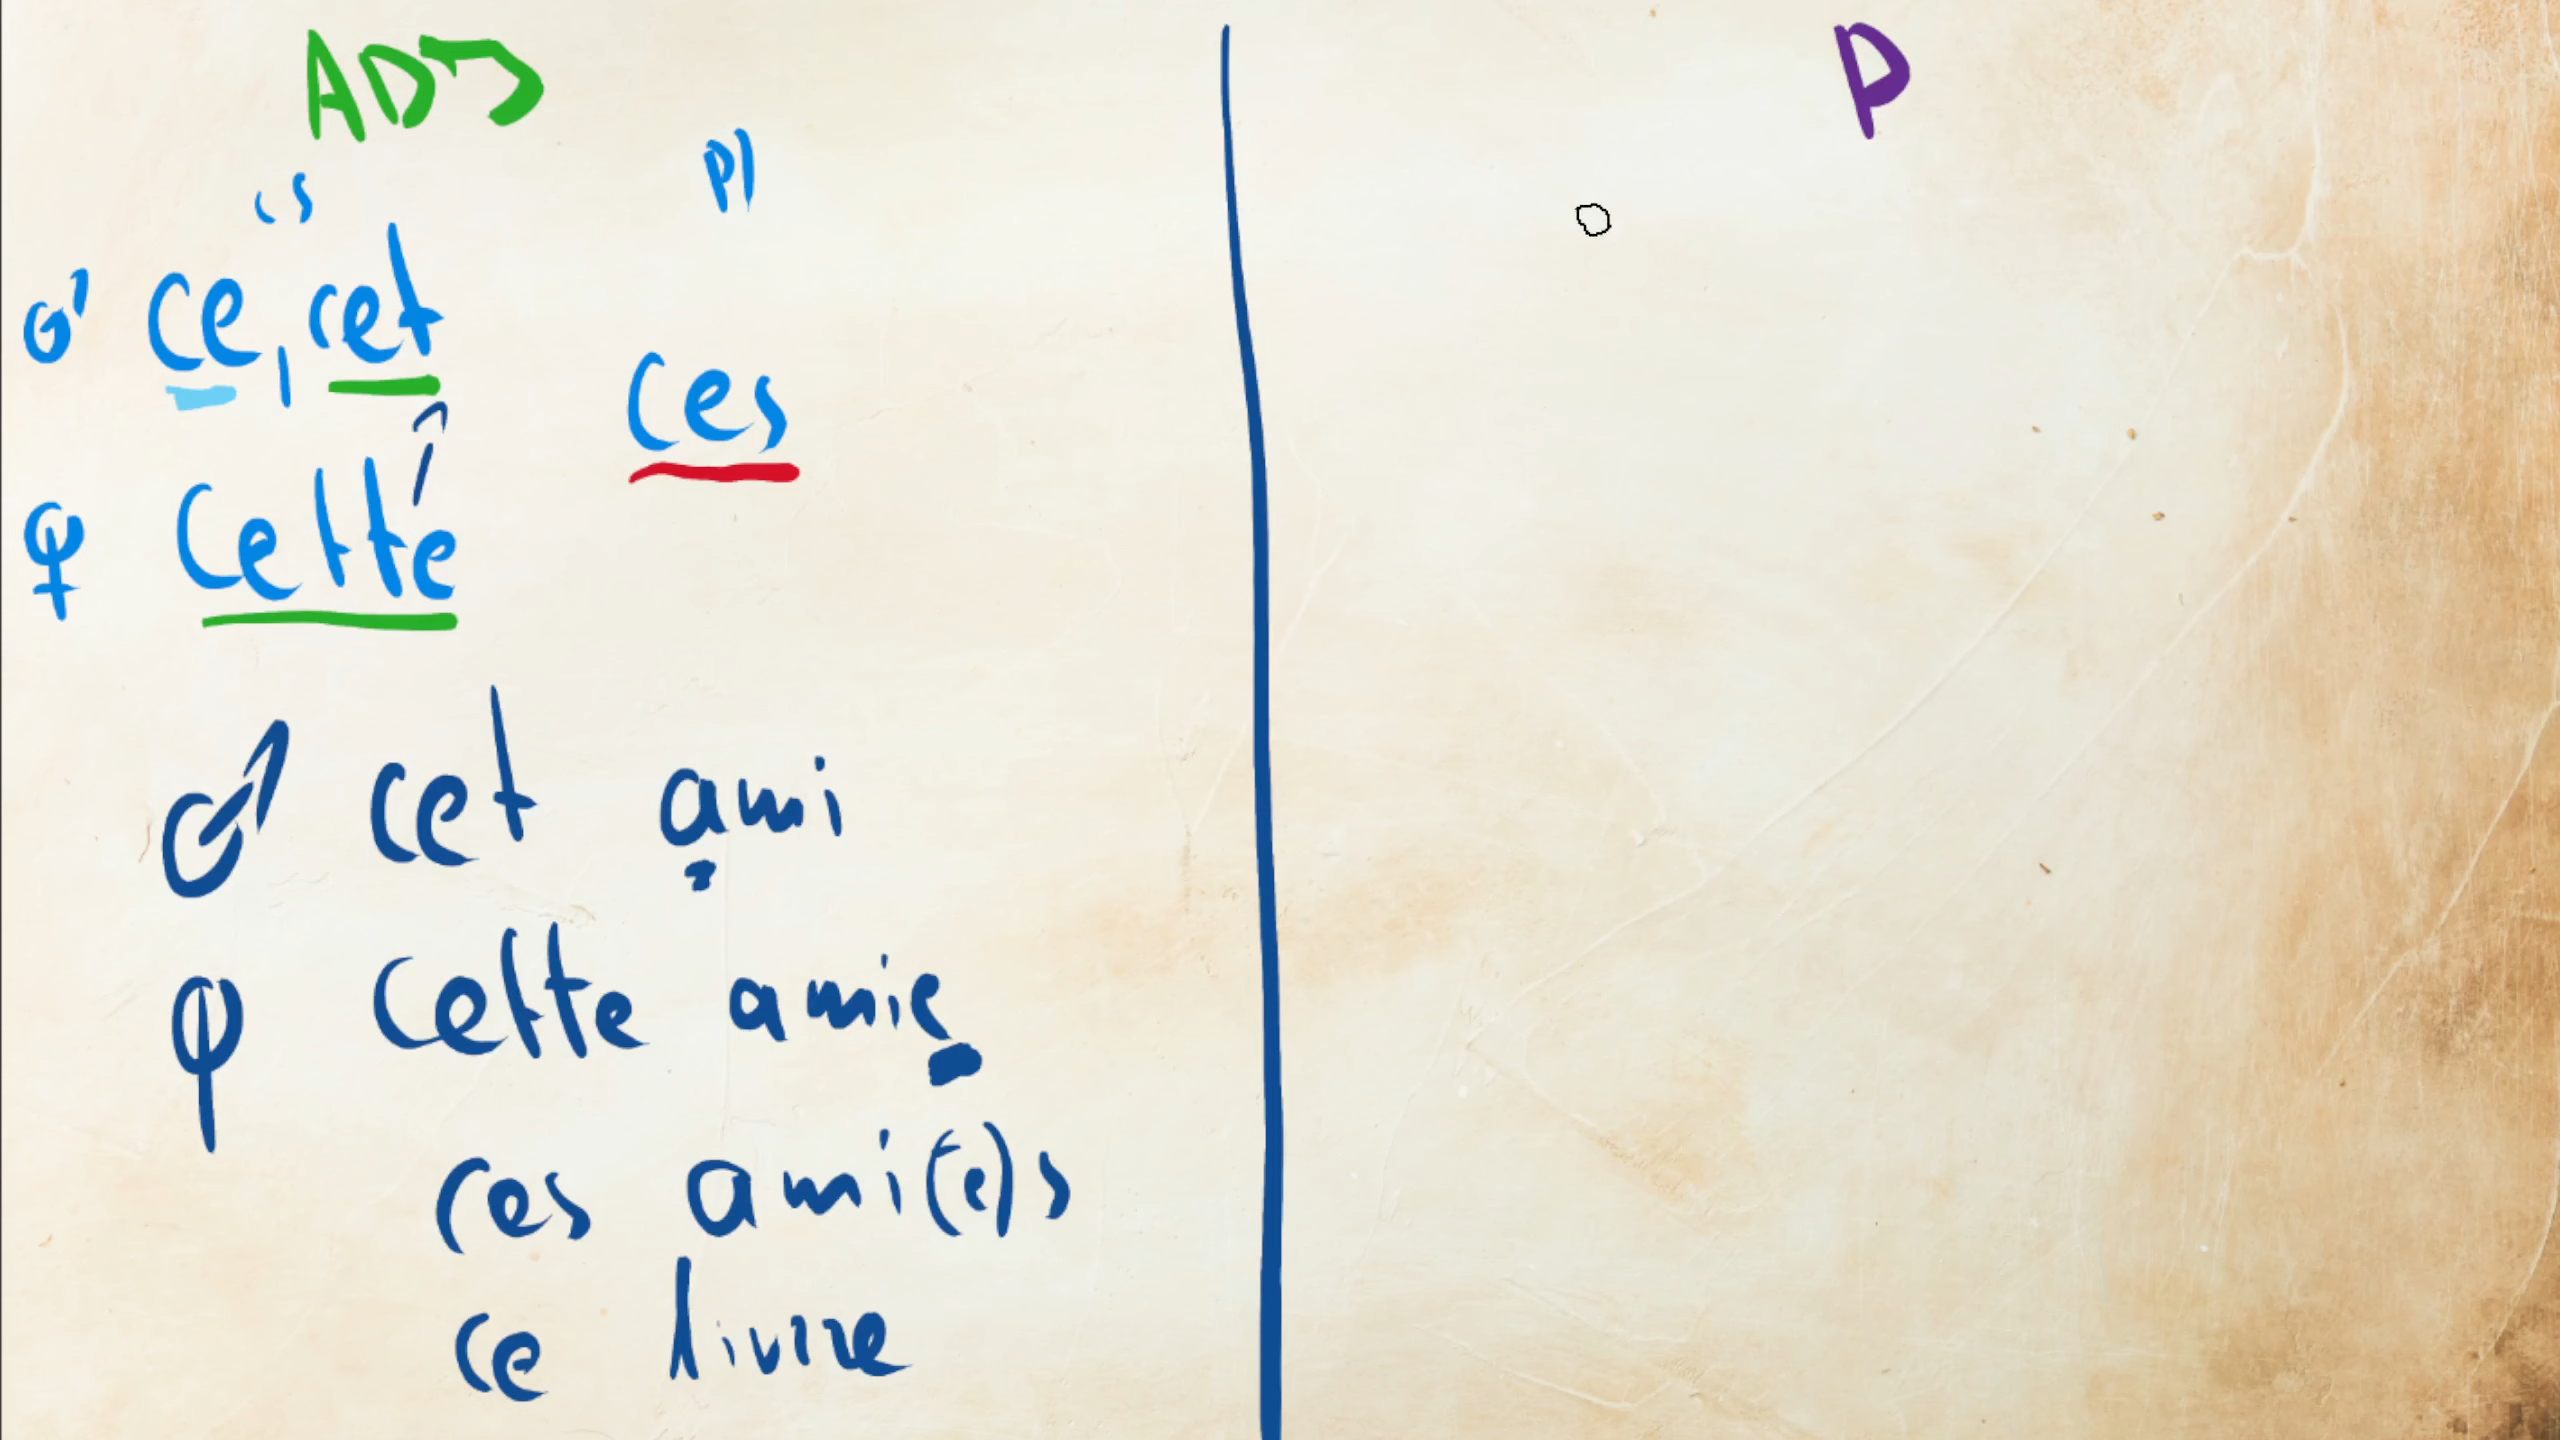 ADJ
P
s
pl
♂ ce, cet
ces
♀ cette
♂ cet ami
♀ cette amie
ces ami(e)s
ce livre